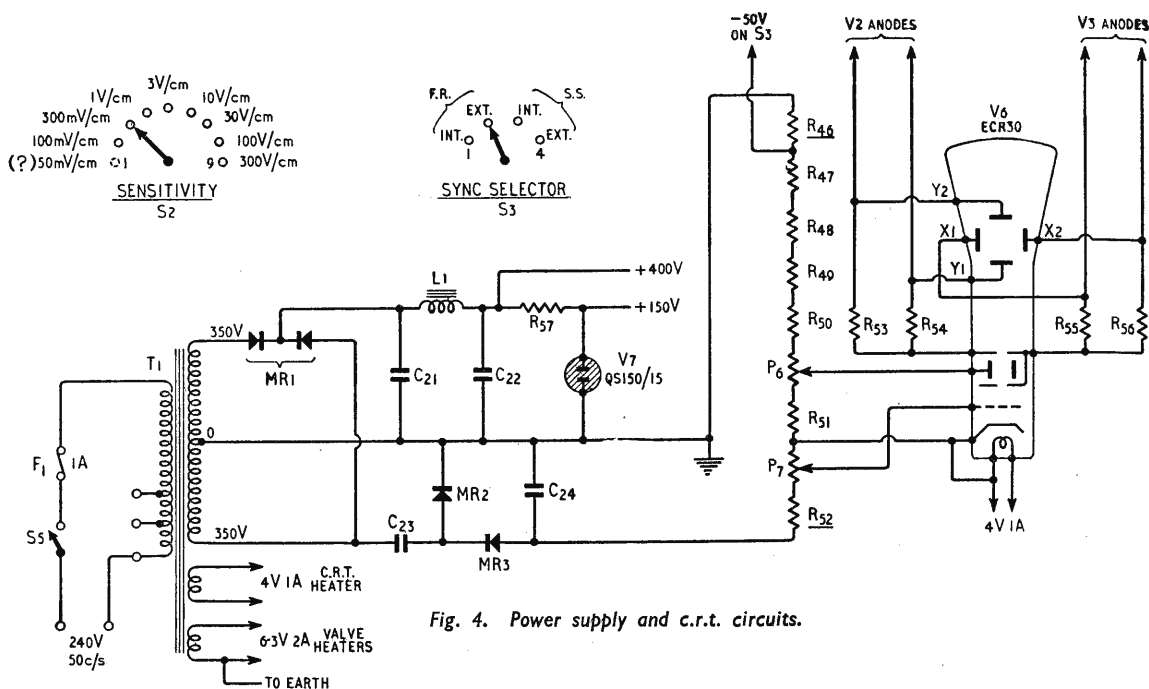 3V/cm
1V/cm
10V/cm
300mV/cm
30V/cm
100mV/cm
100V/cm
(?)50mV/cm
1
9
300V/cm
SENSITIVITY
S2
F.R.
S.S.
EXT.
INT.
INT.
EXT.
1
4
SYNC SELECTOR
S3
-50V
ON S3
V2 ANODES
V3 ANODES
V6
ECR30
R46
R47
R48
R49
R50
P6
R51
P7
R52
Y2
X1
X2
Y1
R53
R54
R55
R56
4V 1A
L1
+400V
+150V
R57
350V
MR1
T1
C21
C22
V7
QS150/15
0
F1
1A
S5
MR2
C24
350V
C23
MR3
4V 1A C.R.T. HEATER
6·3V 2A VALVE HEATERS
TO EARTH
240V
50c/s
Fig. 4. Power supply and c.r.t. circuits.